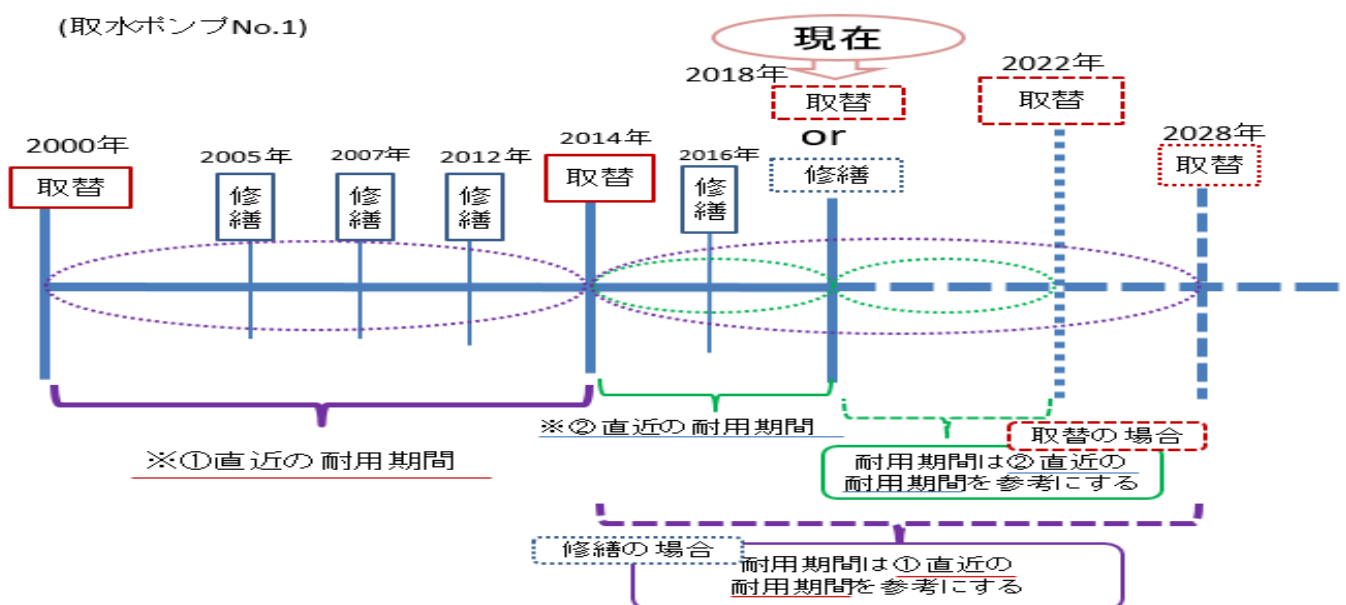 (取水ポンプNo.1)
現在
2018年
取替
or
修繕
2022年
取替
2028年
取替
2000年
取替
2005年
修繕
2007年
修繕
2012年
修繕
2014年
取替
2016年
修繕
※①直近の耐用期間
※②直近の耐用期間
取替の場合
耐用期間は②直近の
耐用期間を参考にする
修繕の場合
耐用期間は①直近の
耐用期間を参考にする